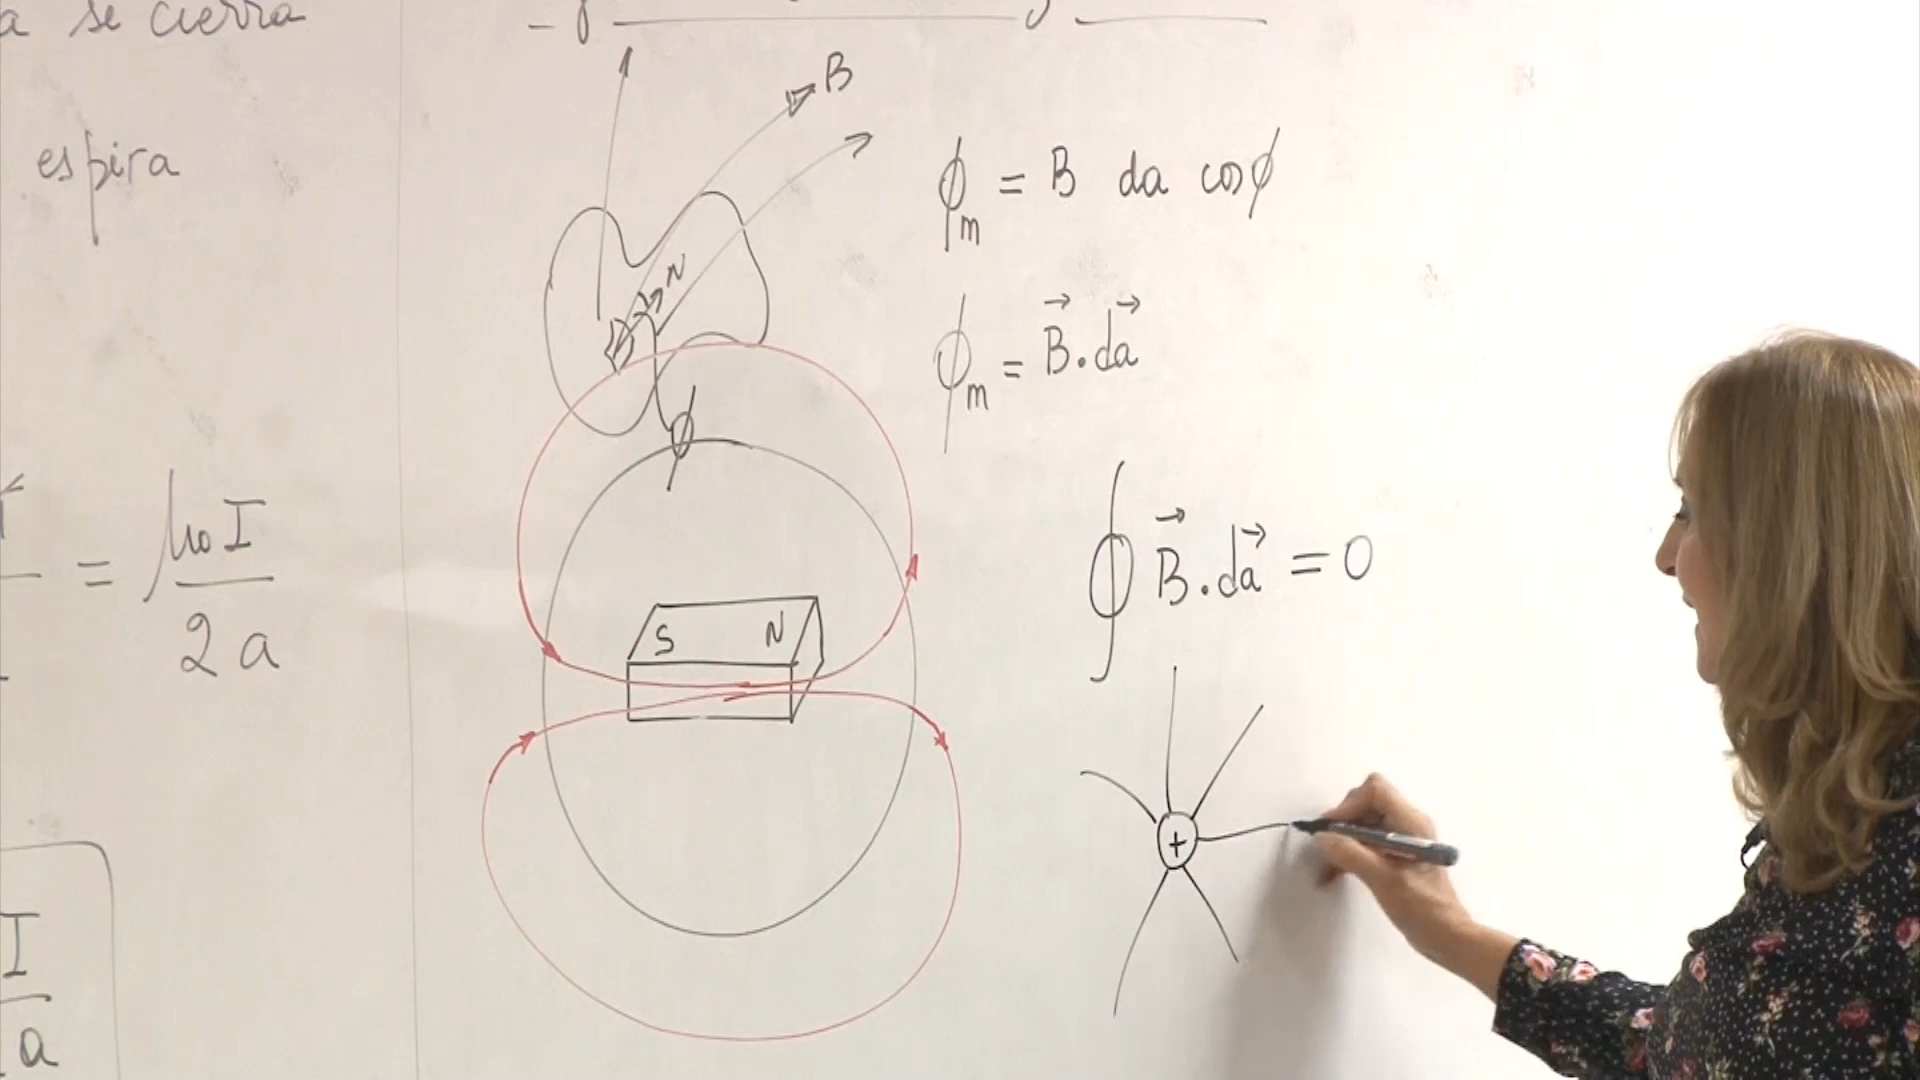 a se cierra
espira
= μ₀I
2a
I
a
B
N
ϕ
S N
ϕm = B da cosϕ
ϕm = B⃗ . da⃗
∮ B⃗ . da⃗ = 0
+